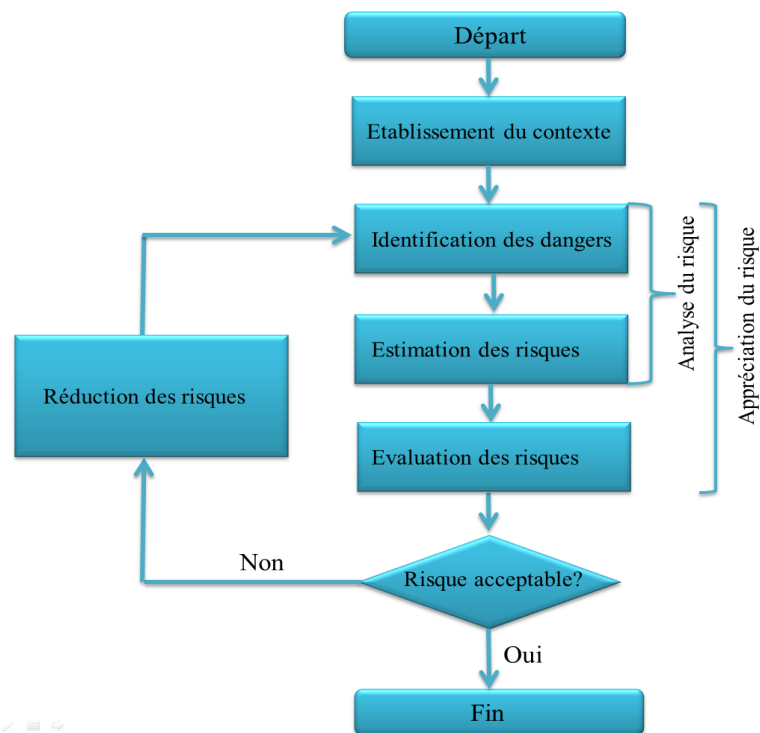 Départ
Etablissement du contexte
Identification des dangers
Estimation des risques
Réduction des risques
Evaluation des risques
Analyse du risque
Appréciation du risque
Non
Risque acceptable?
Oui
Fin